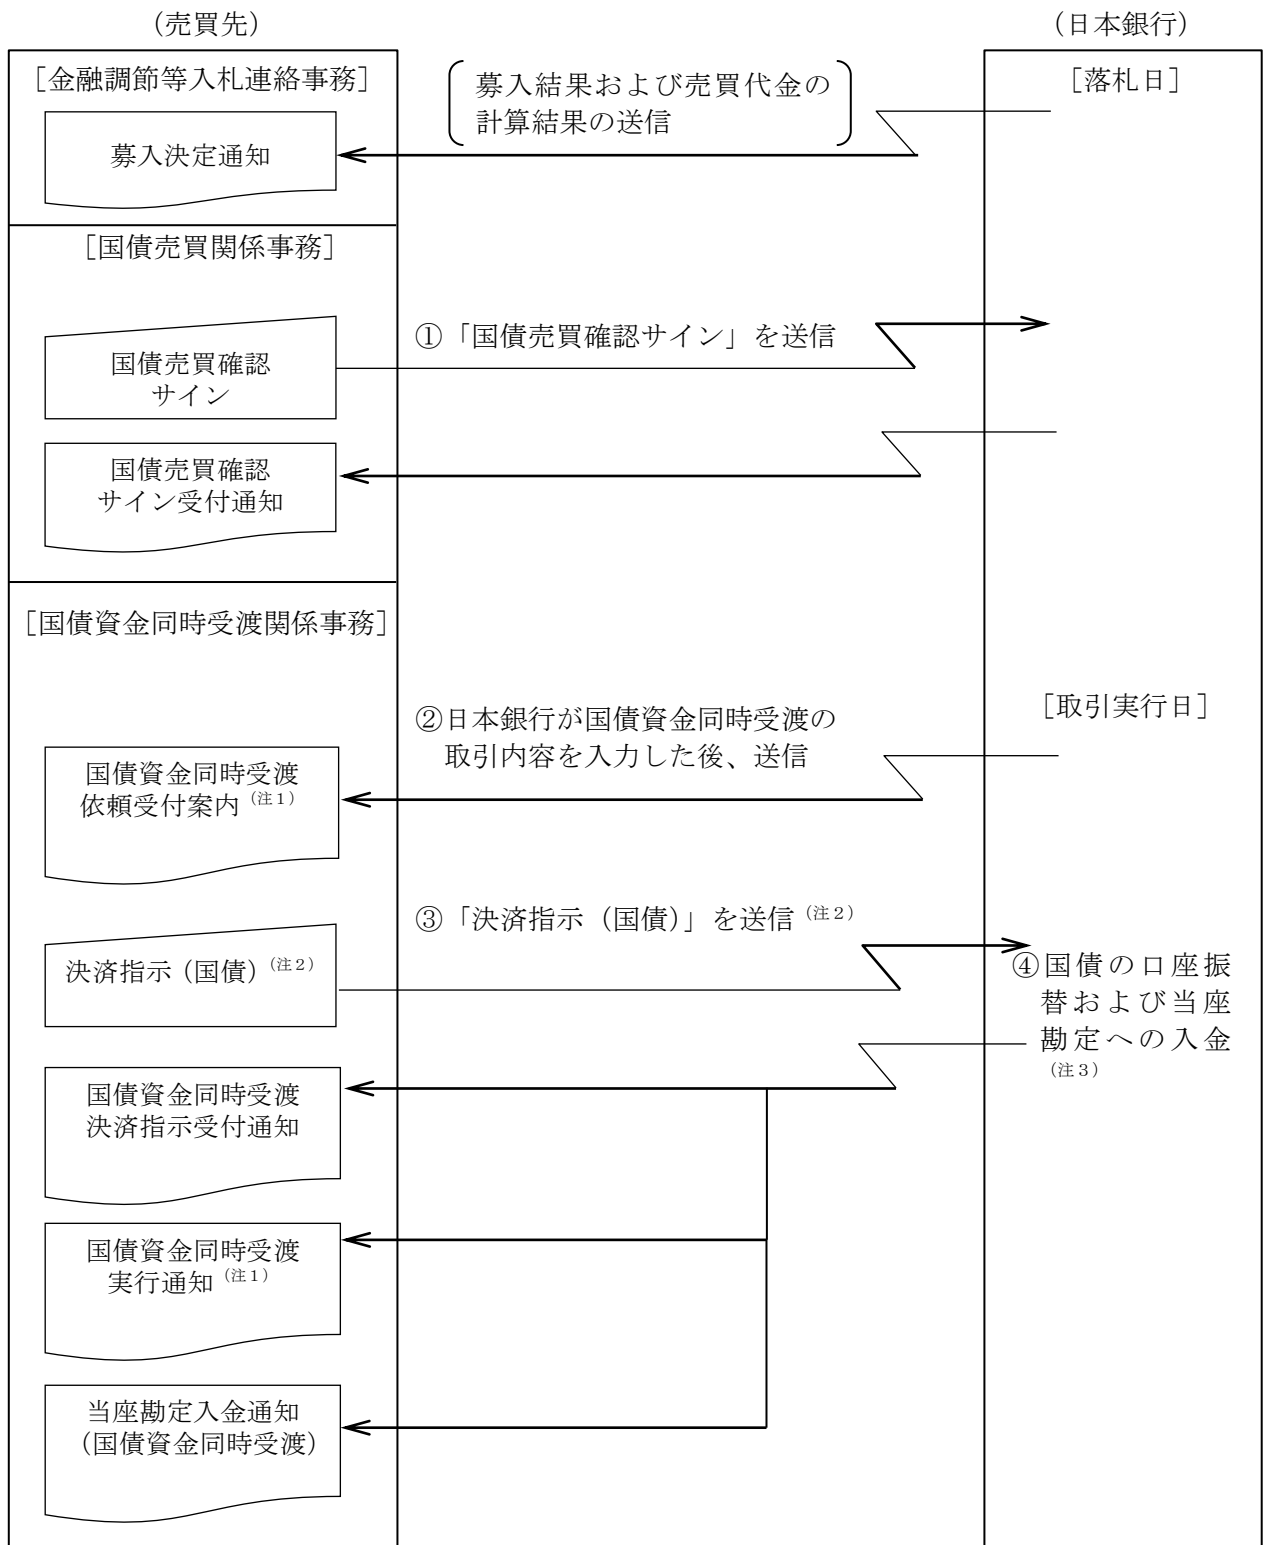 （売買先）
（日本銀行）
［金融調節等入札連絡事務］
募入結果および売買代金の
計算結果の送信
［落札日］
募入決定通知
［国債売買関係事務］
①「国債売買確認サイン」を送信
国債売買確認
サイン
国債売買確認
サイン受付通知
［国債資金同時受渡関係事務］
［取引実行日］
②日本銀行が国債資金同時受渡の
取引内容を入力した後、送信
国債資金同時受渡
依頼受付案内（注１）
③「決済指示（国債）」を送信（注２）
決済指示（国債）（注２）
④国債の口座振
替および当座
勘定への入金
（注３）
国債資金同時受渡
決済指示受付通知
国債資金同時受渡
実行通知（注１）
当座勘定入金通知
（国債資金同時受渡）